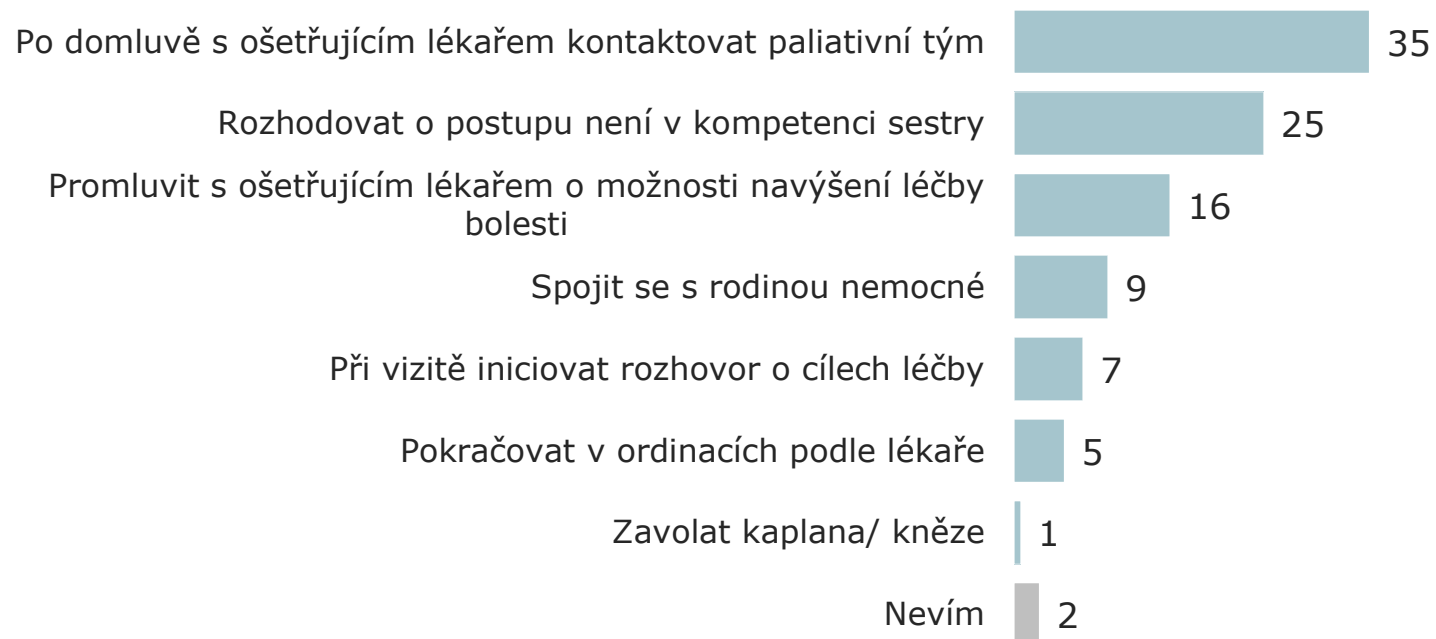 Po domluvě s ošetřujícím lékařem kontaktovat paliativní tým 35
Rozhodovat o postupu není v kompetenci sestry 25
Promluvit s ošetřujícím lékařem o možnosti navýšení léčby
bolesti 16
Spojit se s rodinou nemocné 9
Při vizitě iniciovat rozhovor o cílech léčby 7
Pokračovat v ordinacích podle lékaře 5
Zavolat kaplana/ kněze 1
Nevím 2